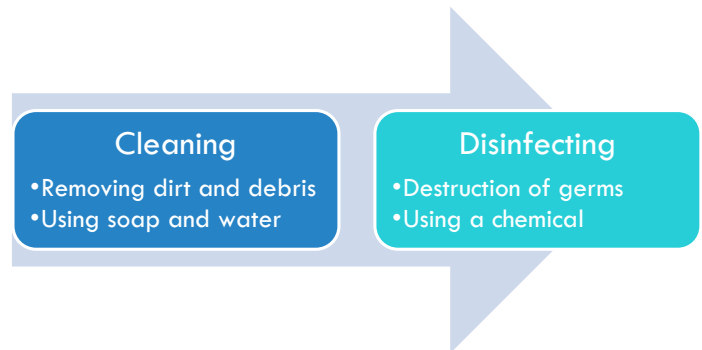 Cleaning
•Removing dirt and debris
•Using soap and water
Disinfecting
•Destruction of germs
•Using a chemical